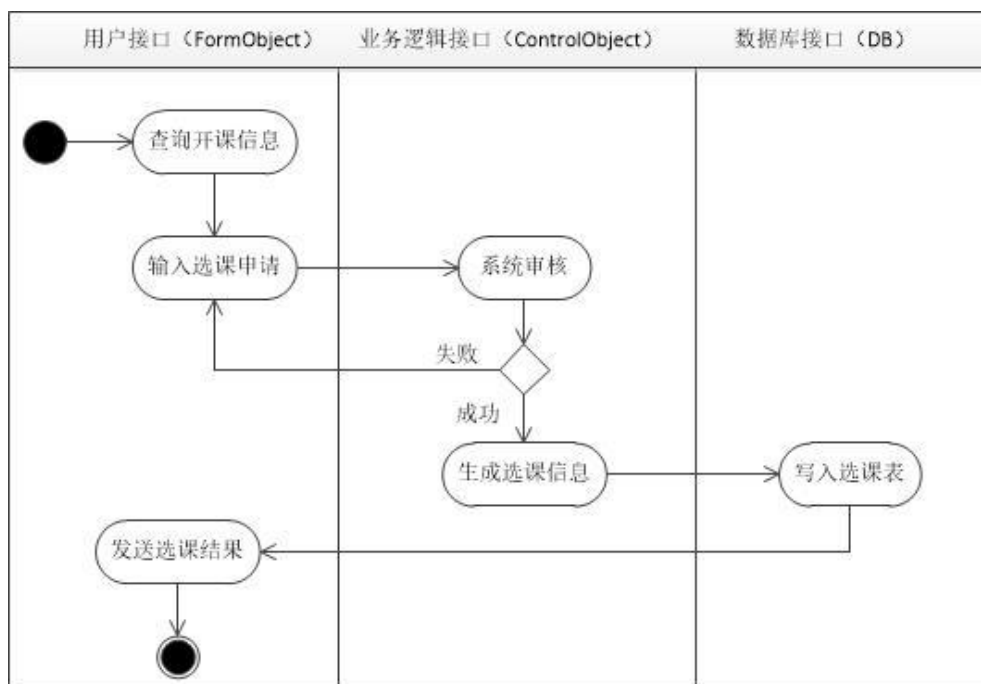 用户接口（FormObject）
业务逻辑接口（ControlObject）
数据库接口（DB）
查询开课信息
输入选课申请
系统审核
失败
成功
生成选课信息
写入选课表
发送选课结果